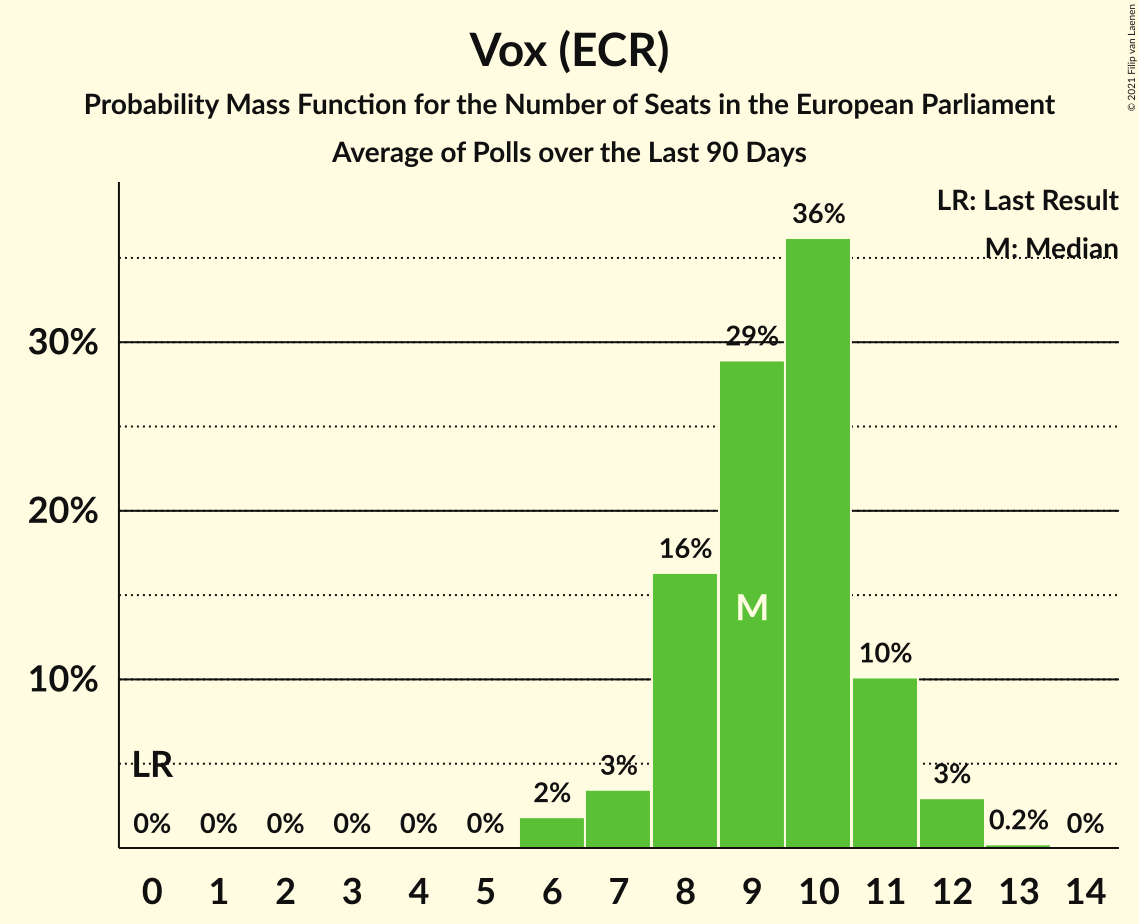 Vox (ECR)
Probability Mass Function for the Number of Seats in the European Parliament
Average of Polls over the Last 90 Days
© 2021 Filip van Laenen
LR: Last Result
M: Median
36%
30%
29%
20%
16%
M
10%
10%
LR
3%
3%
2%
0% 0% 0% 0% 0% 0% 0.2% 0%
0 1 2 3 4 5 6 7 8 9 10 11 12 13 14